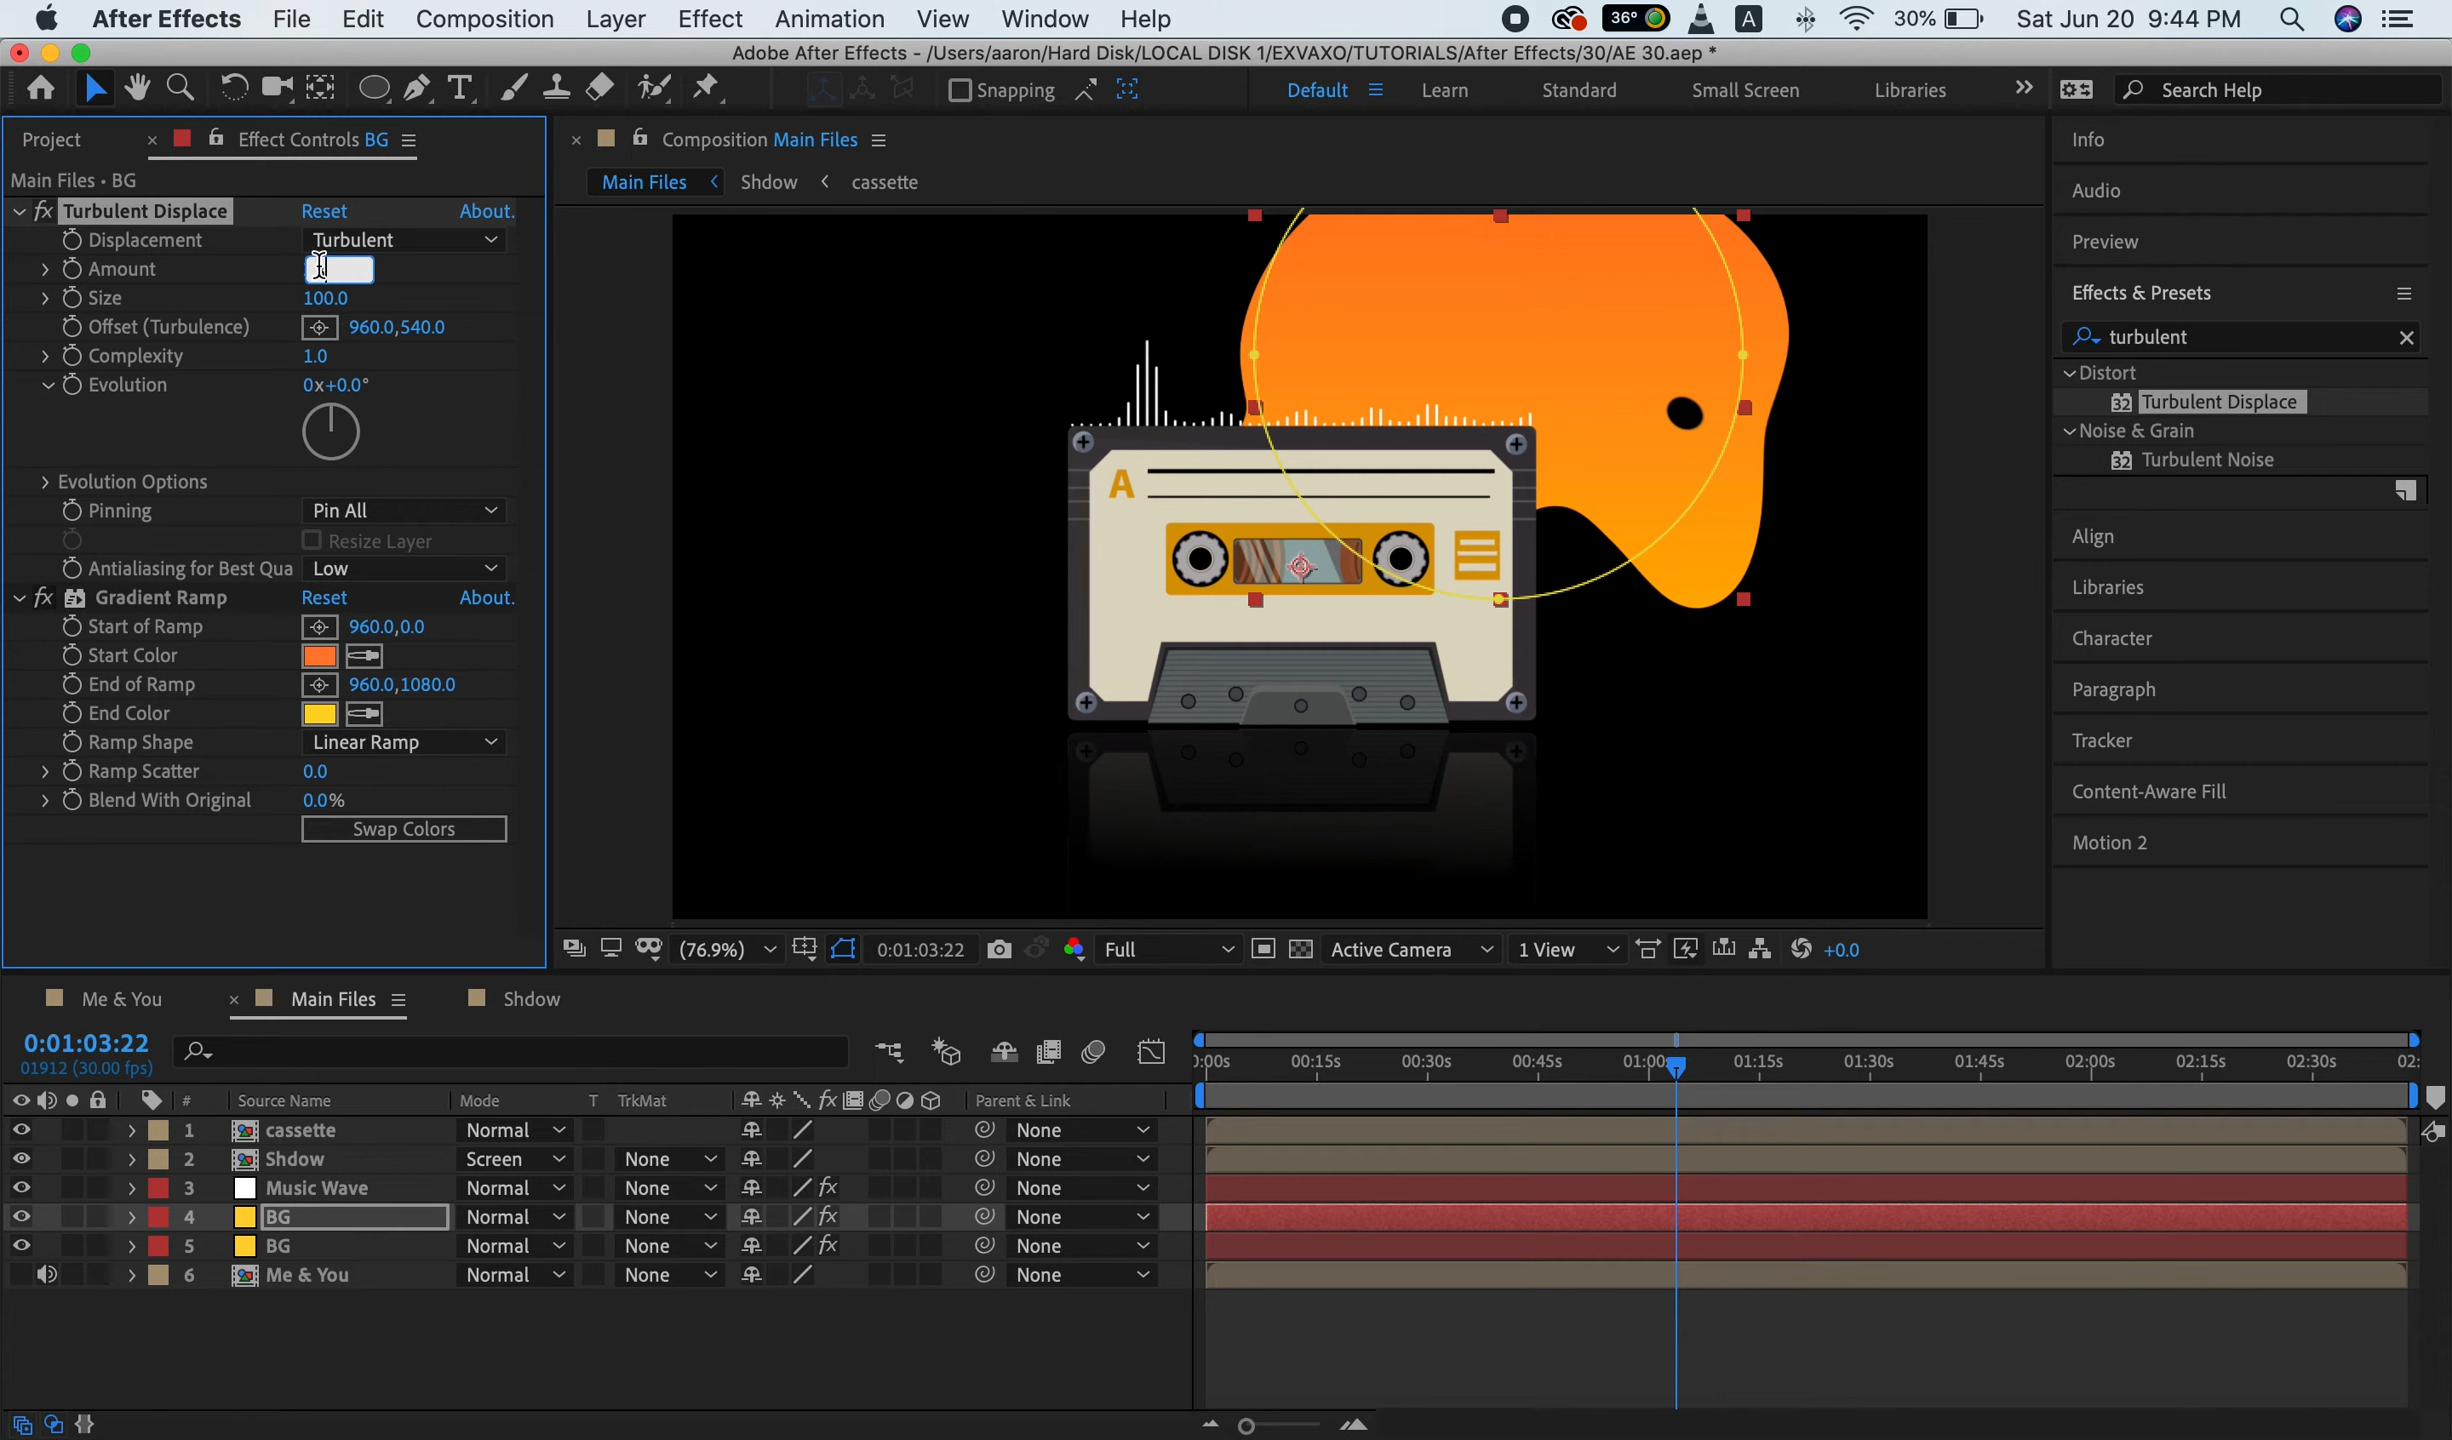 After Effects File Edit Composition Layer Effect Animation View Window Help 36° A 30% Sat Jun 20 9:44 PM
Adobe After Effects - /Users/aaron/Hard Disk/LOCAL DISK 1/EXVAXO/TUTORIALS/After Effects/30/AE 30.aep *
Snapping Default Learn Standard Small Screen Libraries Search Help
Project Effect Controls BG
Main Files • BG
Turbulent Displace Reset About.
Displacement Turbulent
Amount
Size 100.0
Offset (Turbulence) 960.0,540.0
Complexity 1.0
Evolution 0x+0.0°
Evolution Options
Pinning Pin All
Resize Layer
Antialiasing for Best Qua Low
Gradient Ramp Reset About.
Start of Ramp 960.0,0.0
Start Color
End of Ramp 960.0,1080.0
End Color
Ramp Shape Linear Ramp
Ramp Scatter 0.0
Blend With Original 0.0%
Swap Colors
Composition Main Files
Main Files Shdow cassette
A
(76.9%) 0:01:03:22 Full Active Camera 1 View +0.0
Info
Audio
Preview
Effects & Presets
turbulent
Distort
32 Turbulent Displace
Noise & Grain
32 Turbulent Noise
Align
Libraries
Character
Paragraph
Tracker
Content-Aware Fill
Motion 2
Me & You Main Files Shdow
0:01:03:22
01912 (30.00 fps)
):00s 00:15s 00:30s 00:45s 01:00s 01:15s 01:30s 01:45s 02:00s 02:15s 02:30s 02:
# Source Name Mode T TrkMat fx Parent & Link
1 cassette Normal None
2 Shdow Screen None None
3 Music Wave Normal None fx None
4 BG Normal None fx None
5 BG Normal None fx None
6 Me & You Normal None None